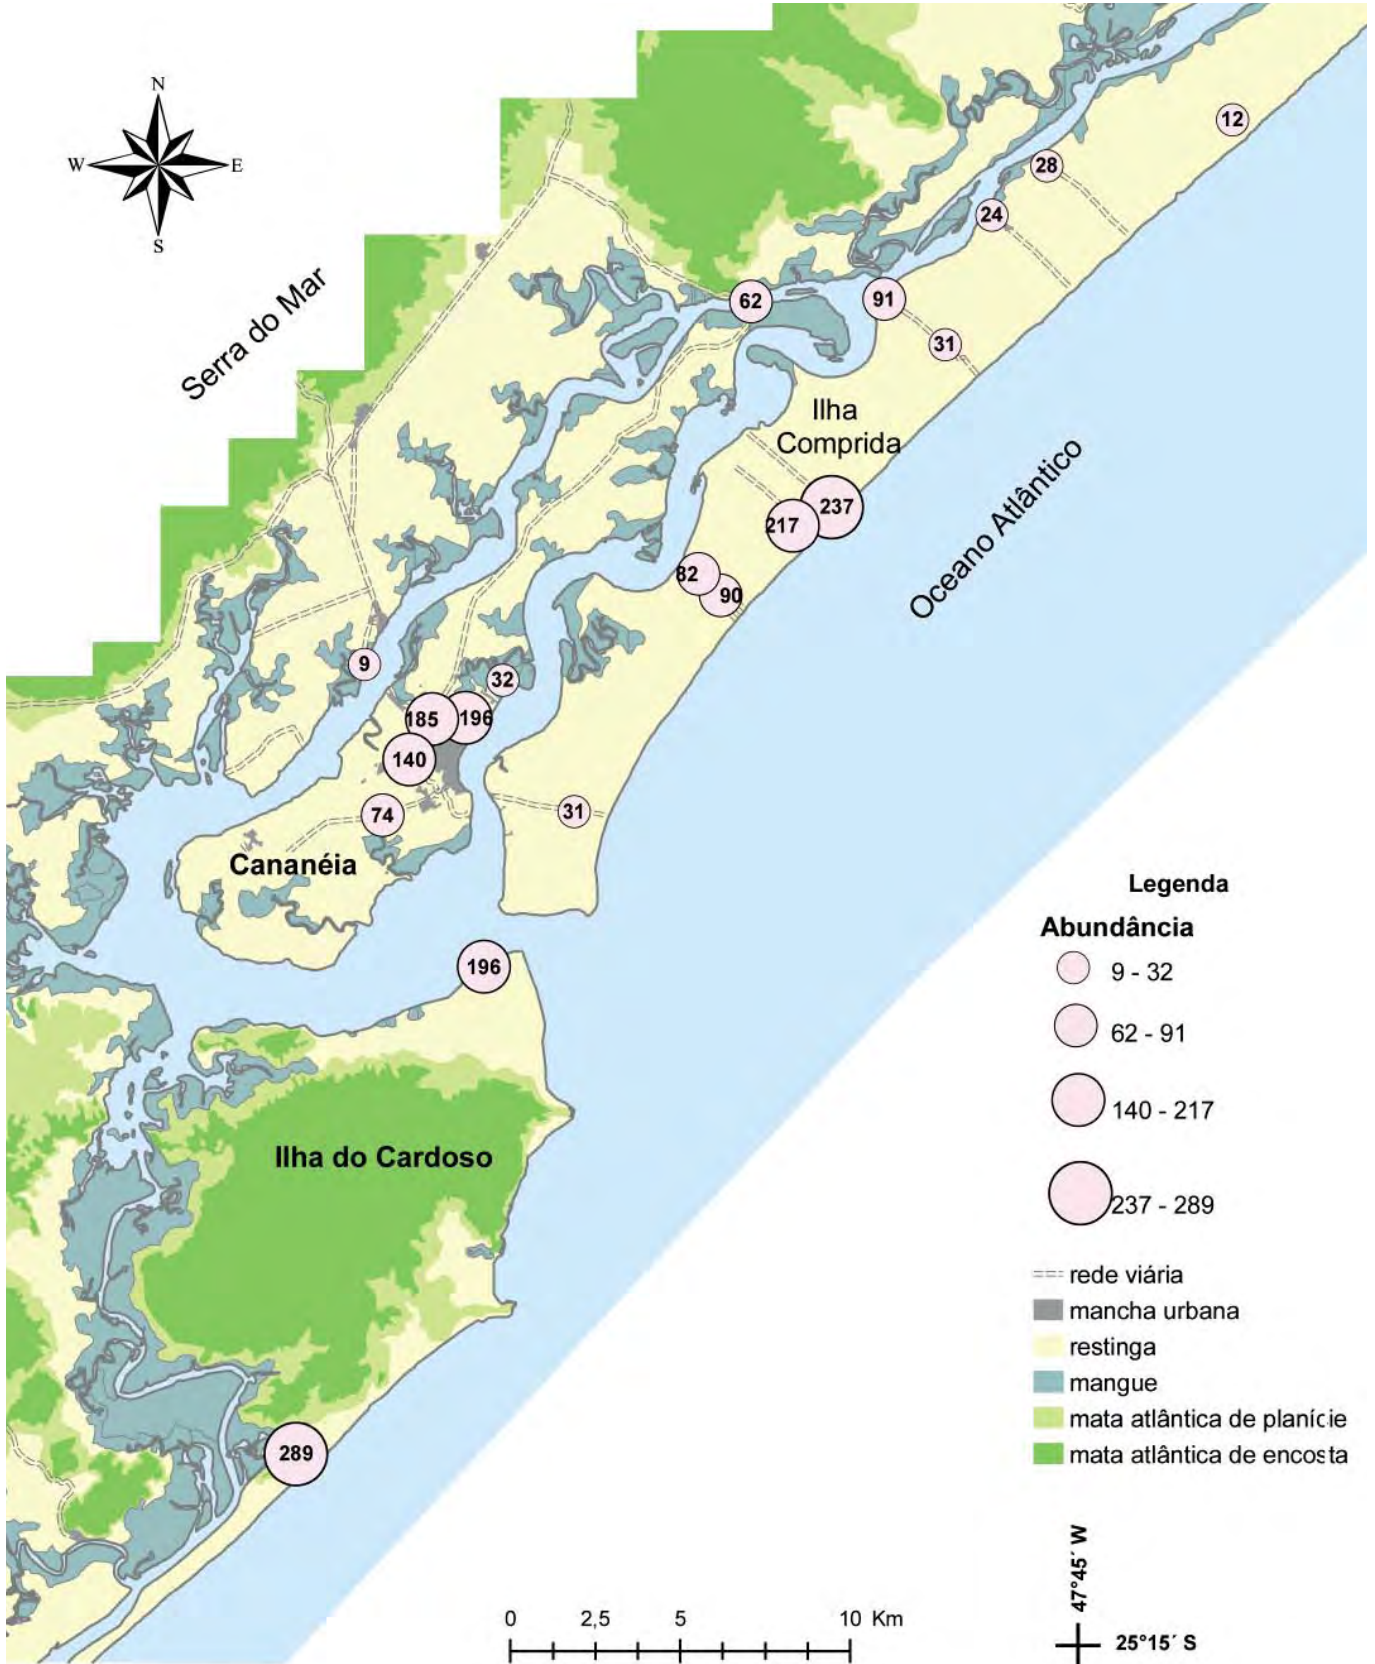 N
W
E
S
Serra do Mar
12
28
24
62
91
31
Ilha
Comprida
237
217
82
90
Oceano Atlântico
9
32
185
196
140
74
31
Cananéia
196
Ilha do Cardoso
289
Legenda
Abundância
9 - 32
62 - 91
140 - 217
237 - 289
rede viária
mancha urbana
restinga
mangue
mata atlântica de planície
mata atlântica de encosta
0 2,5 5 10 Km
47°45´ W
25°15´ S